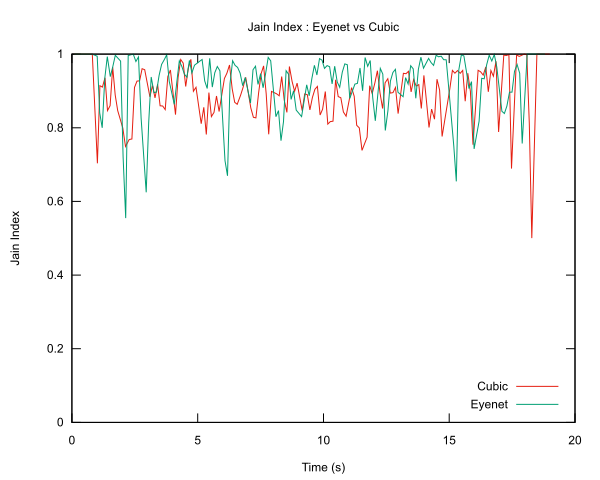 Jain Index : Eyenet vs Cubic
1
0.8
0.6
0.4
0.2
0
Jain Index
Cubic
Eyenet
0 5 10 15 20
Time (s)